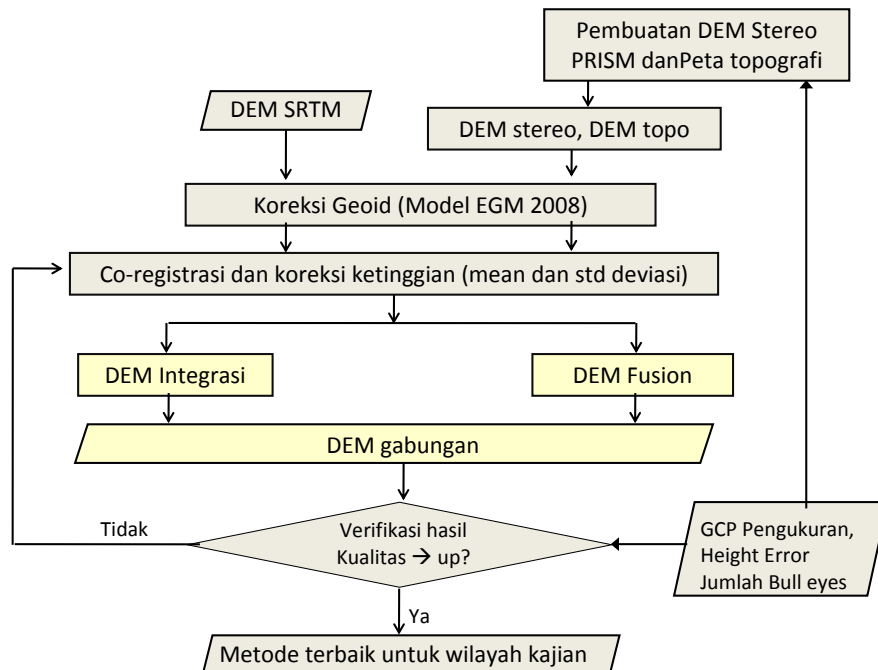 Pembuatan DEM Stereo
PRISM danPeta topografi
DEM SRTM
DEM stereo, DEM topo
Koreksi Geoid (Model EGM 2008)
Co-registrasi dan koreksi ketinggian (mean dan std deviasi)
DEM Integrasi
DEM Fusion
DEM gabungan
Tidak
Verifikasi hasil
Kualitas → up?
GCP Pengukuran,
Height Error
Jumlah Bull eyes
Ya
Metode terbaik untuk wilayah kajian